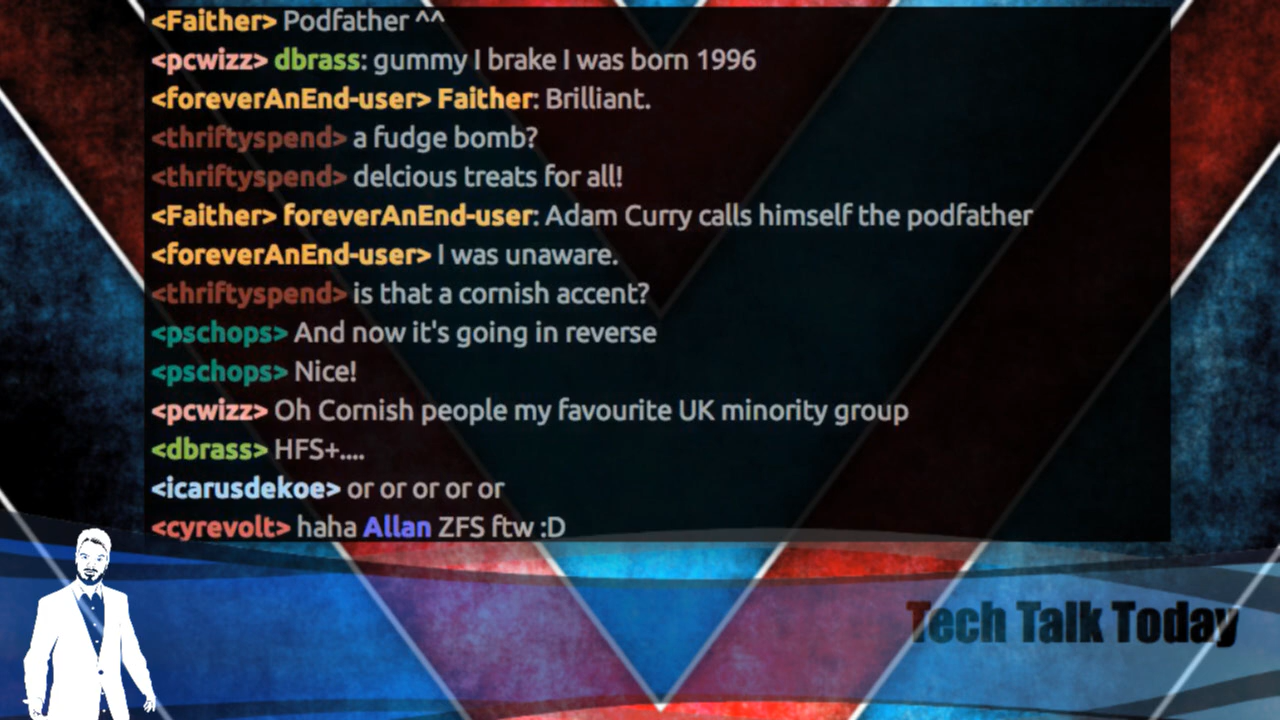 <Faither> Podfather ^^
<pcwizz> dbrass: gummy I brake I was born 1996
<foreverAnEnd-user> Faither: Brilliant.
<thriftyspend> a fudge bomb?
<thriftyspend> delcious treats for all!
<Faither> foreverAnEnd-user: Adam Curry calls himself the podfather
<foreverAnEnd-user> I was unaware.
<thriftyspend> is that a cornish accent?
<pschops> And now it's going in reverse
<pschops> Nice!
<pcwizz> Oh Cornish people my favourite UK minority group
<dbrass> HFS+....
<icarusdekoe> or or or or or
<cyrevolt> haha Allan ZFS ftw :D
Tech Talk Today